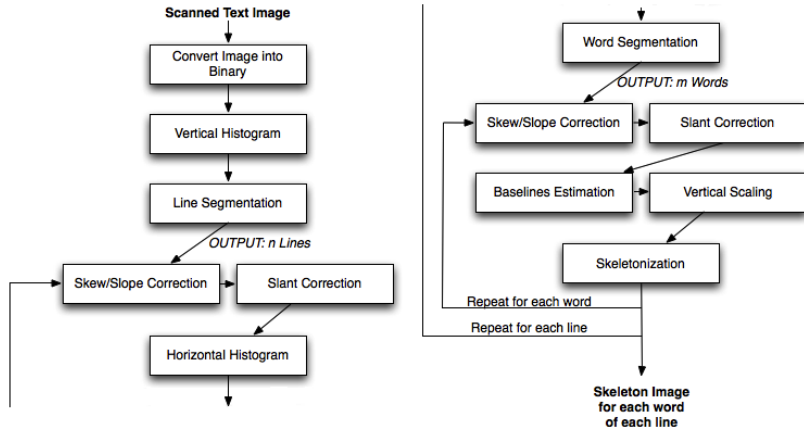 Scanned Text Image
Convert Image into
Binary
Vertical Histogram
Line Segmentation
OUTPUT: n Lines
Skew/Slope Correction
Slant Correction
Horizontal Histogram
Word Segmentation
OUTPUT: m Words
Skew/Slope Correction
Slant Correction
Baselines Estimation
Vertical Scaling
Skeletonization
Repeat for each word
Repeat for each line
Skeleton Image
for each word
of each line